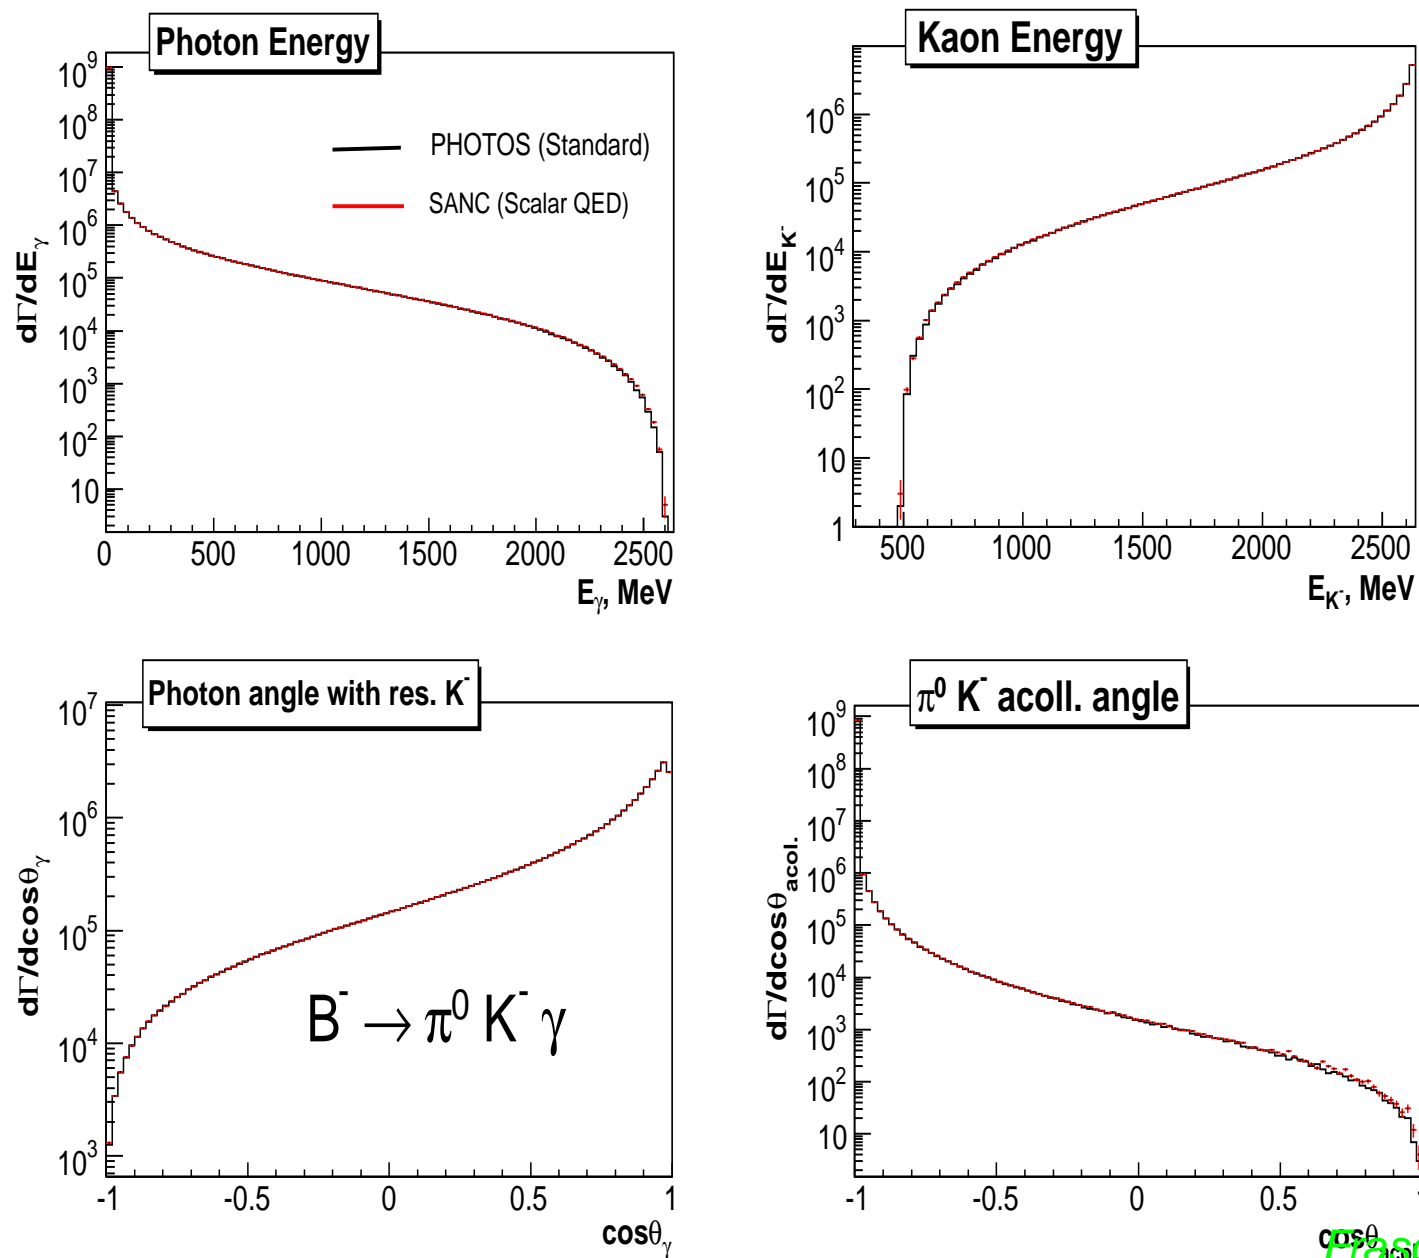 Photon Energy
10^9
10^8
10^7
10^6
10^5
10^4
10^3
10^2
10
dΓ/dE_γ
PHOTOS (Standard)
SANC (Scalar QED)
0 500 1000 1500 2000 2500
E_γ, MeV
Kaon Energy
10^6
10^5
10^4
10^3
10^2
10
1
dΓ/dE_K-
500 1000 1500 2000 2500
E_K-, MeV
Photon angle with res. K^-
10^7
10^6
10^5
10^4
10^3
dΓ/dcosθ_γ
B^- → π^0 K^- γ
-1 -0.5 0 0.5 1
cosθ_γ
π^0 K^- acoll. angle
10^9
10^8
10^7
10^6
10^5
10^4
10^3
10^2
10
dΓ/dcosθ_acol.
-1 -0.5 0 0.5